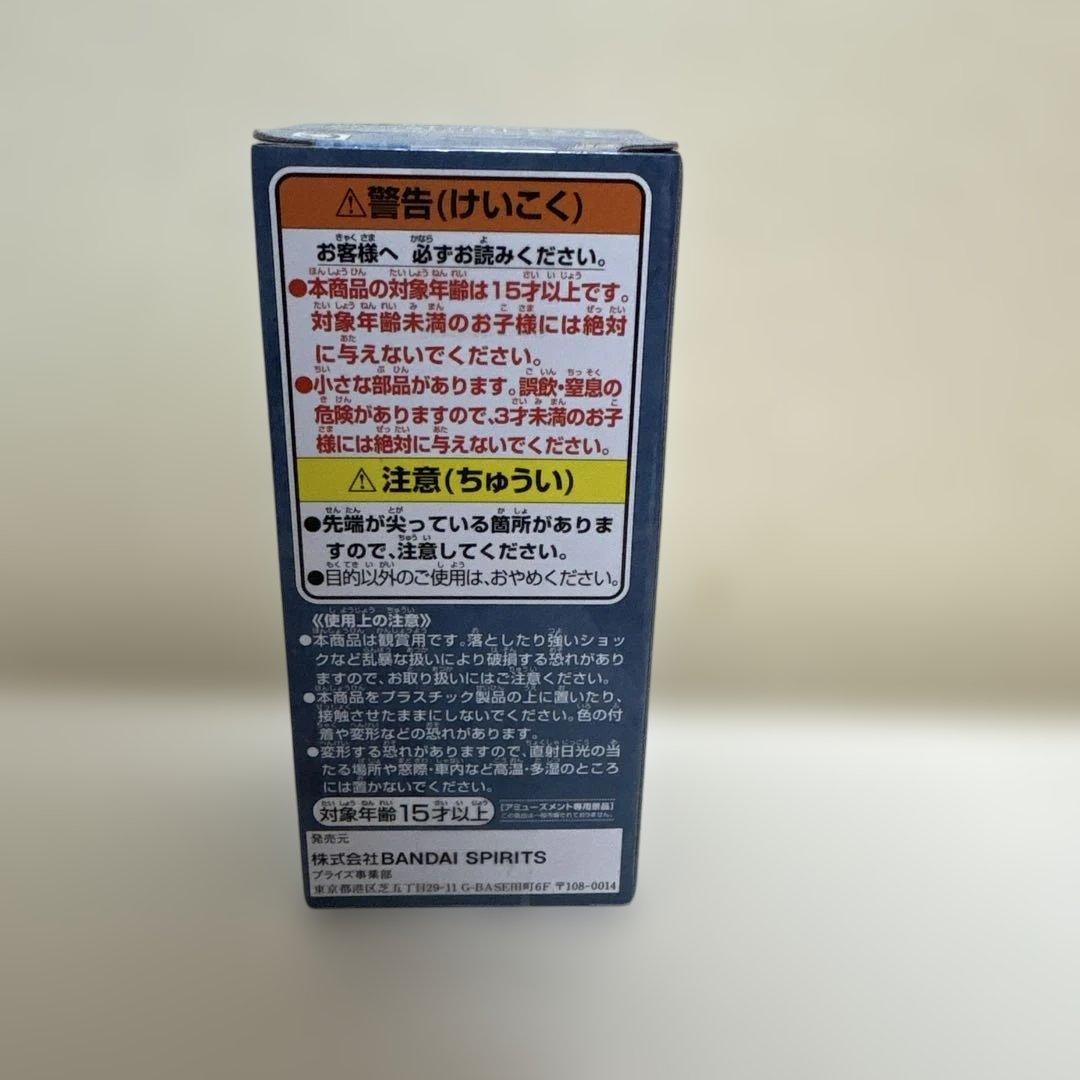 ⚠警告(けいこく)
お客様へ 必ずお読みください。
●本商品の対象年齢は15才以上です。
対象年齢未満のお子様には絶対
に与えないでください。
●小さな部品があります。誤飲・窒息の
危険がありますので、3才未満のお子
様には絶対に与えないでください。
⚠注意(ちゅうい)
●先端が尖っている箇所がありま
すので、注意してください。
●目的以外のご使用は、おやめください。
《使用上の注意》
●本商品は観賞用です。落としたり強いショッ
クなど乱暴な扱いにより破損する恐れがあり
ますので、お取り扱いにはご注意ください。
●本商品をプラスチック製品の上に置いたり、
接触させたままにしないでください。色の付
着や変形などの恐れがあります。
●変形する恐れがありますので、直射日光の当
たる場所や窓際・車内など高温・多湿のところ
には置かないでください。
対象年齢15才以上
[アミューズメント専用景品]
この商品は一般市販されておりません。
発売元
株式会社BANDAI SPIRITS
プライズ事業部
東京都港区芝五丁目29-11 G-BASE田町6F 〒108-0014